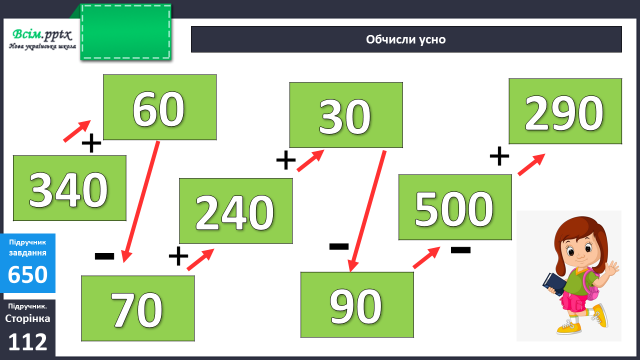 Всім.pptx
Нова українська школа
Обчисли усно
60
30
290
+
+
+
340
240
500
–
+
–
–
70
90
Підручник
завдання
650
Підручник.
Сторінка
112